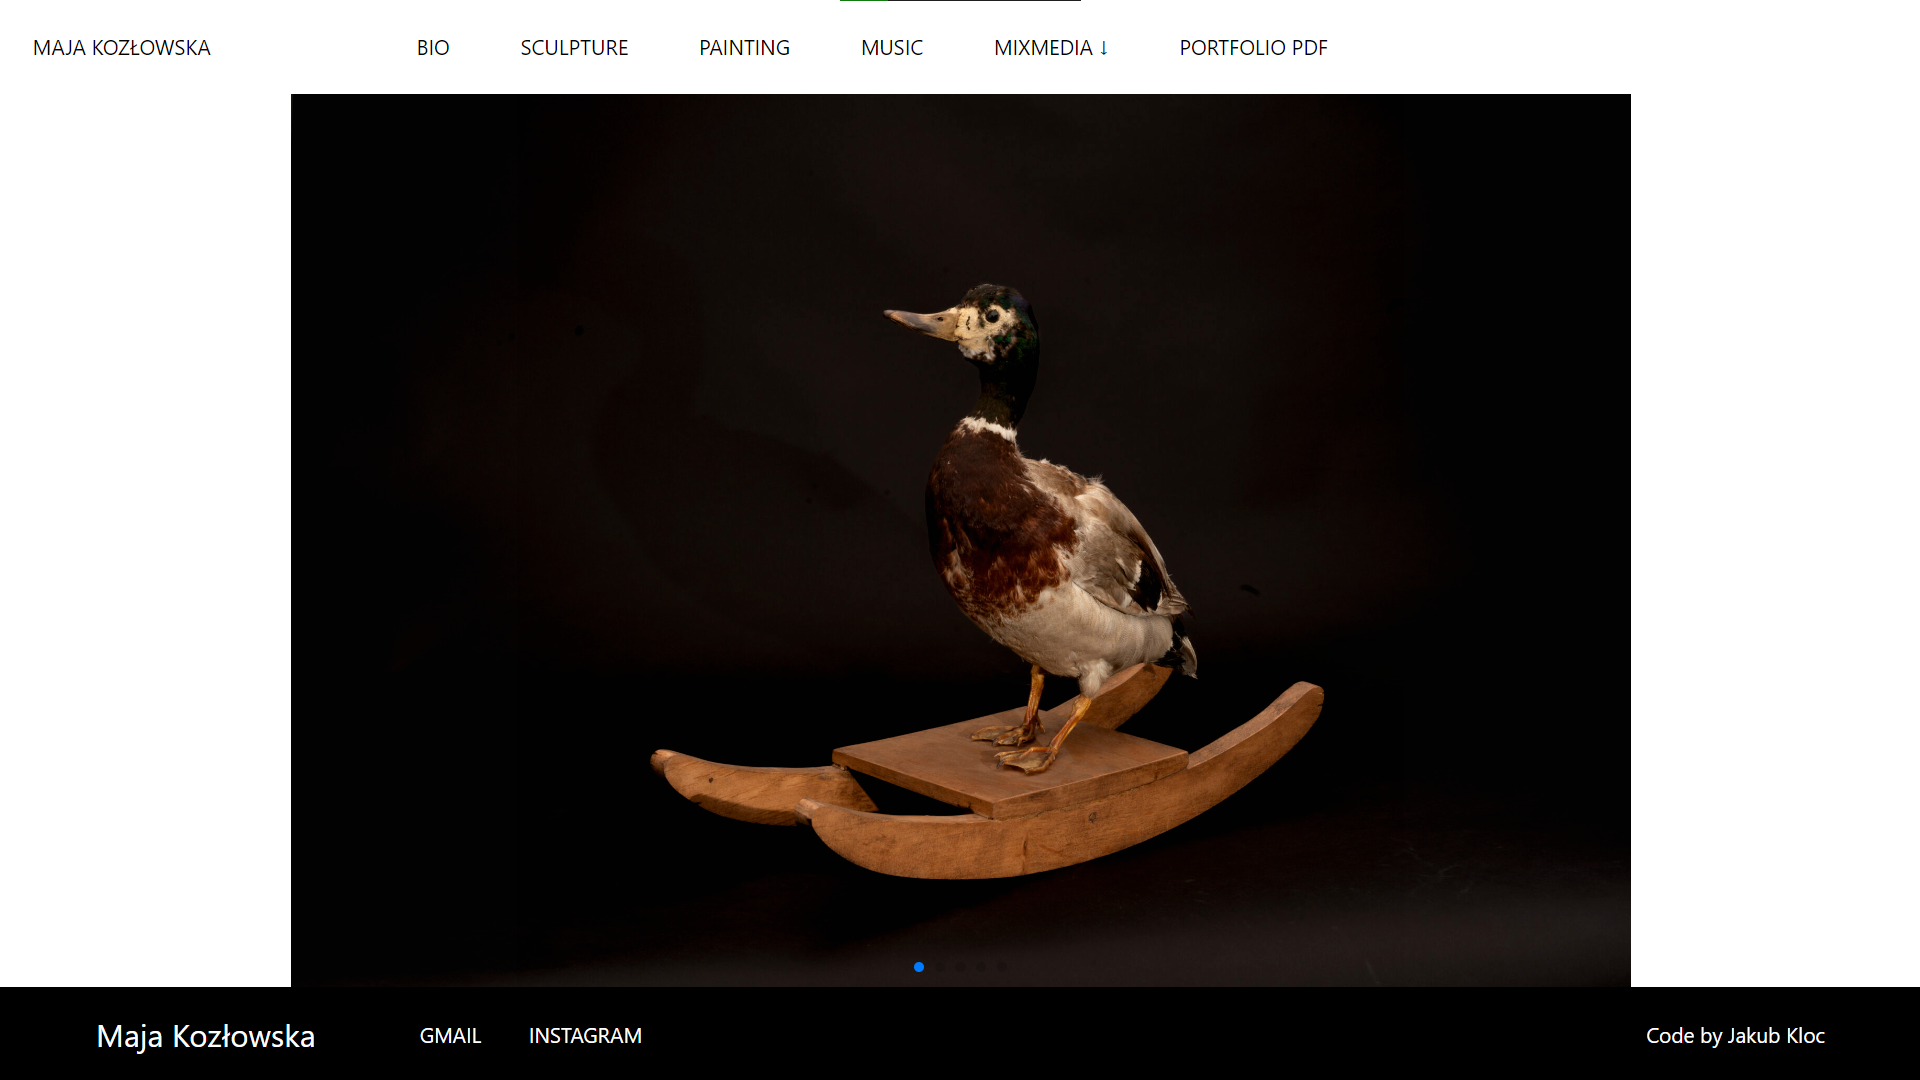 MAJA KOZŁOWSKA
BIO
SCULPTURE
PAINTING
MUSIC
MIXMEDIA ↓
PORTFOLIO PDF
Maja Kozłowska
GMAIL
INSTAGRAM
Code by Jakub Kloc